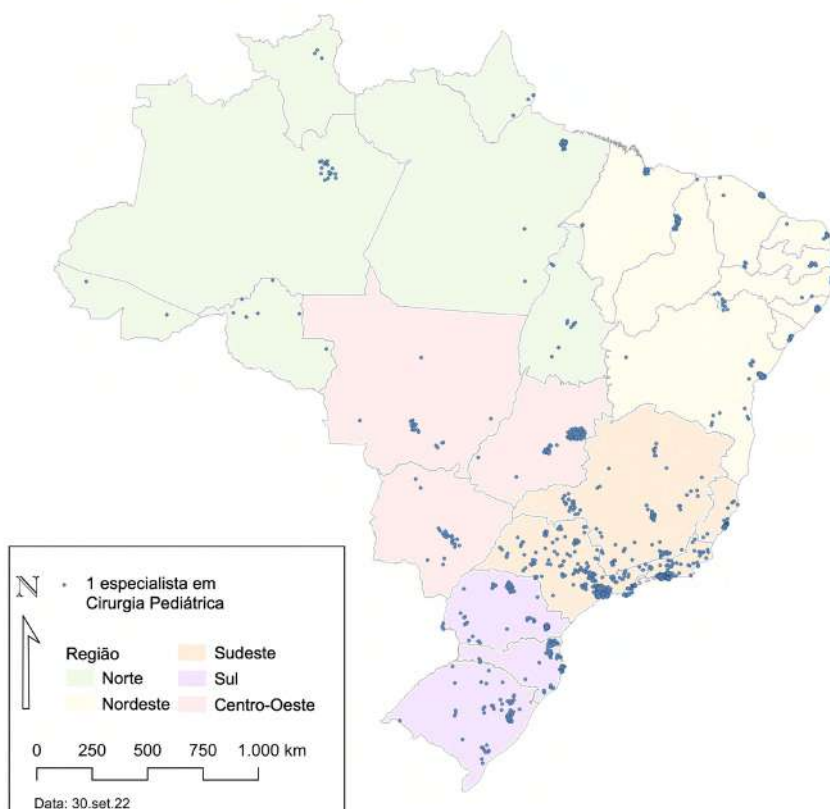 N
1 especialista em
Cirurgia Pediátrica
Região
Norte
Nordeste
Sudeste
Sul
Centro-Oeste
0 250 500 750 1.000 km
Data: 30.set.22